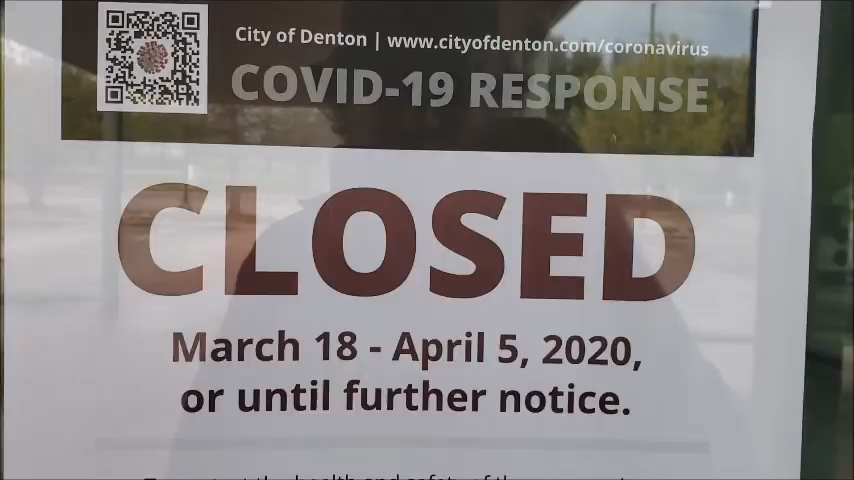 City of Denton | www.cityofdenton.com/coronavirus
COVID-19 RESPONSE
CLOSED
March 18 - April 5, 2020,
or until further notice.